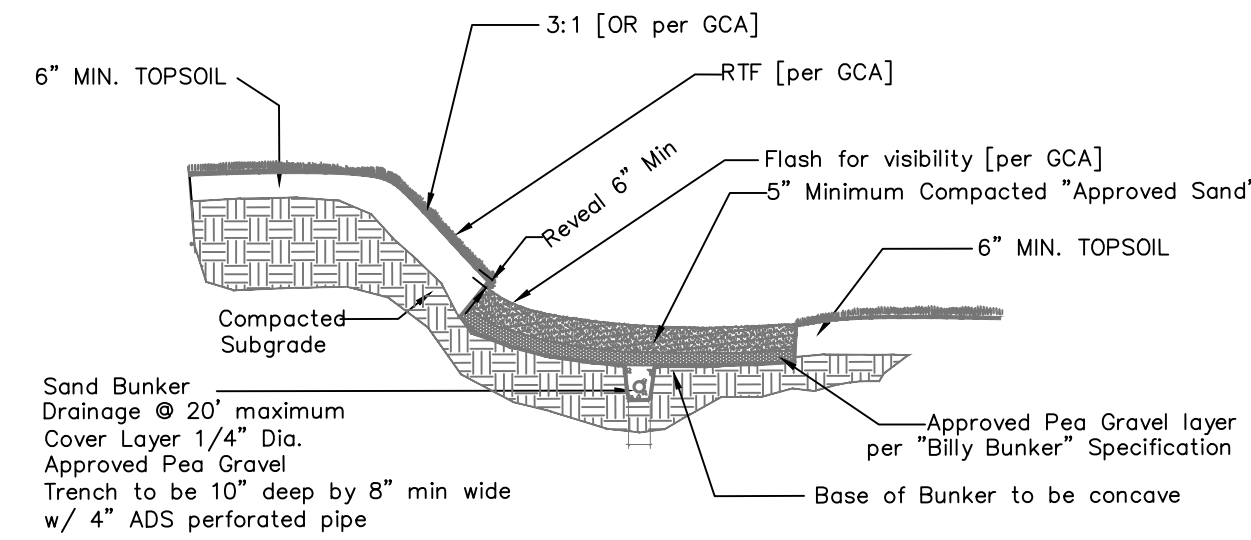 3:1 [OR per GCA]
6" MIN. TOPSOIL
RTF [per GCA]
Reveal 6" Min
Flash for visibility [per GCA]
5" Minimum Compacted "Approved Sand"
6" MIN. TOPSOIL
Compacted
Subgrade
Sand Bunker
Drainage @ 20' maximum
Cover Layer 1/4" Dia.
Approved Pea Gravel
Trench to be 10" deep by 8" min wide
w/ 4" ADS perforated pipe
Approved Pea Gravel layer
per "Billy Bunker" Specification
Base of Bunker to be concave